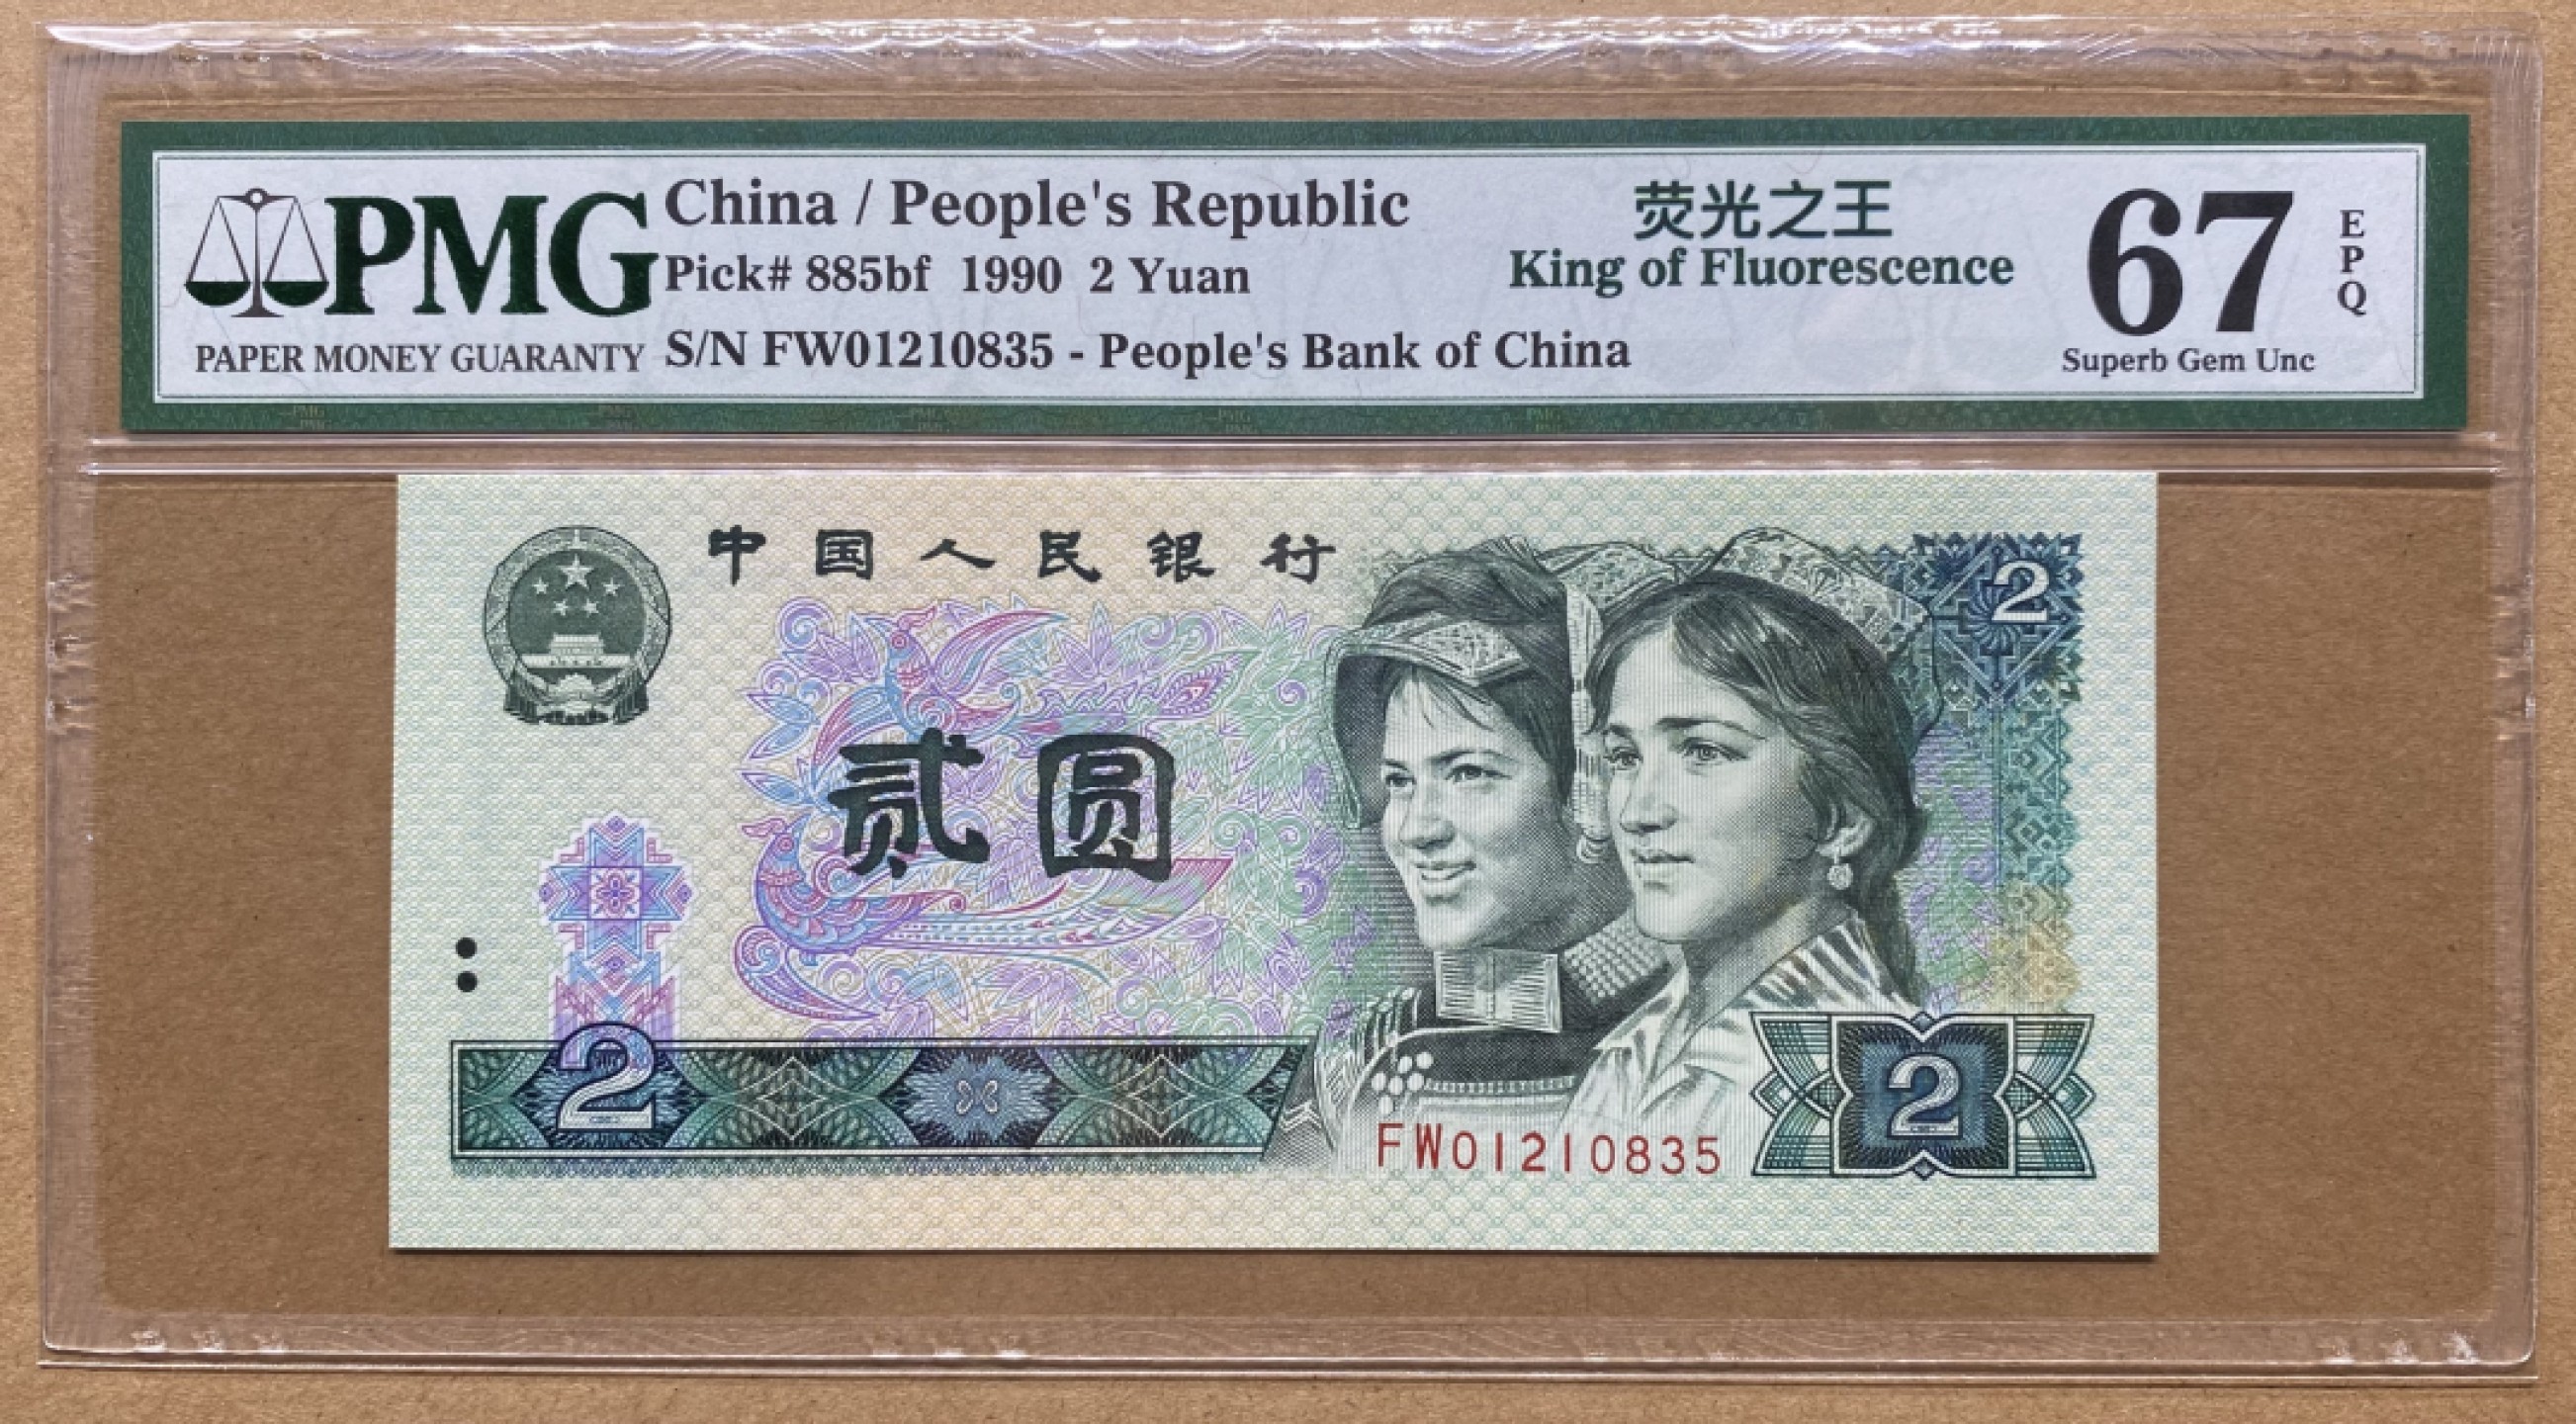 PMG
PAPER MONEY GUARANTY
China / People's Republic
Pick# 885bf 1990 2 Yuan
S/N FW01210835 - People's Bank of China
荧光之王
King of Fluorescence
67
EPQ
Superb Gem Unc
中国人民银行
2
贰圆
2
2
FW01210835